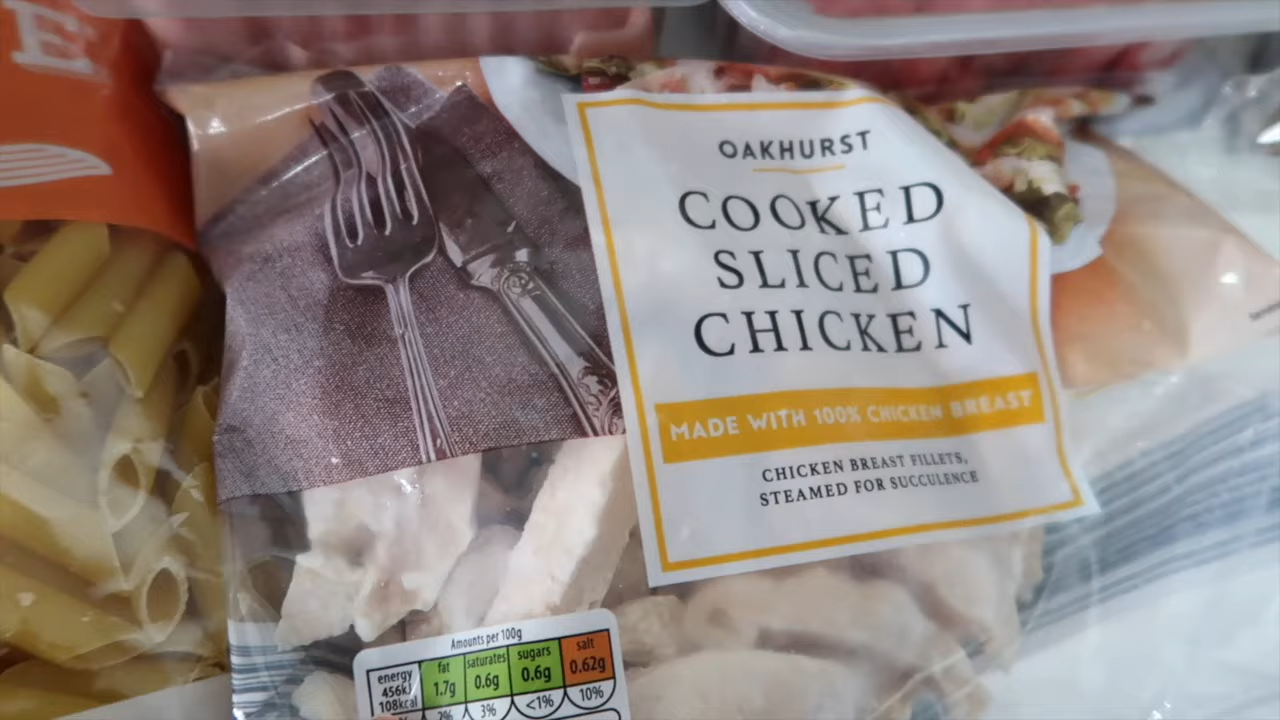 E
OAKHURST
COOKED
SLICED
CHICKEN
MADE WITH 100% CHICKEN BREAST
CHICKEN BREAST FILLETS,
STEAMED FOR SUCCULENCE
Amounts per 100g
energy
456kJ
108kcal
fat
1.7g
2%
saturates
0.6g
3%
sugars
0.6g
<1%
salt
0.62g
10%